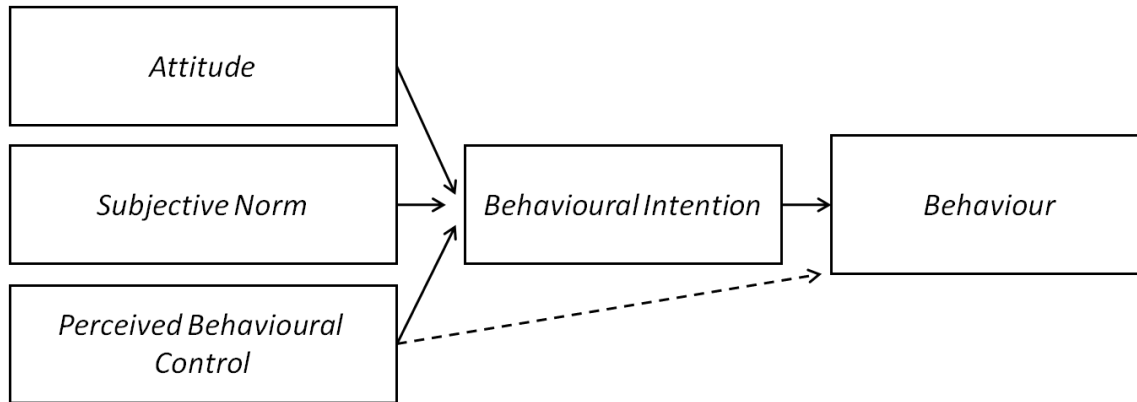 Attitude
Subjective Norm
Behavioural Intention
Behaviour
Perceived Behavioural
Control